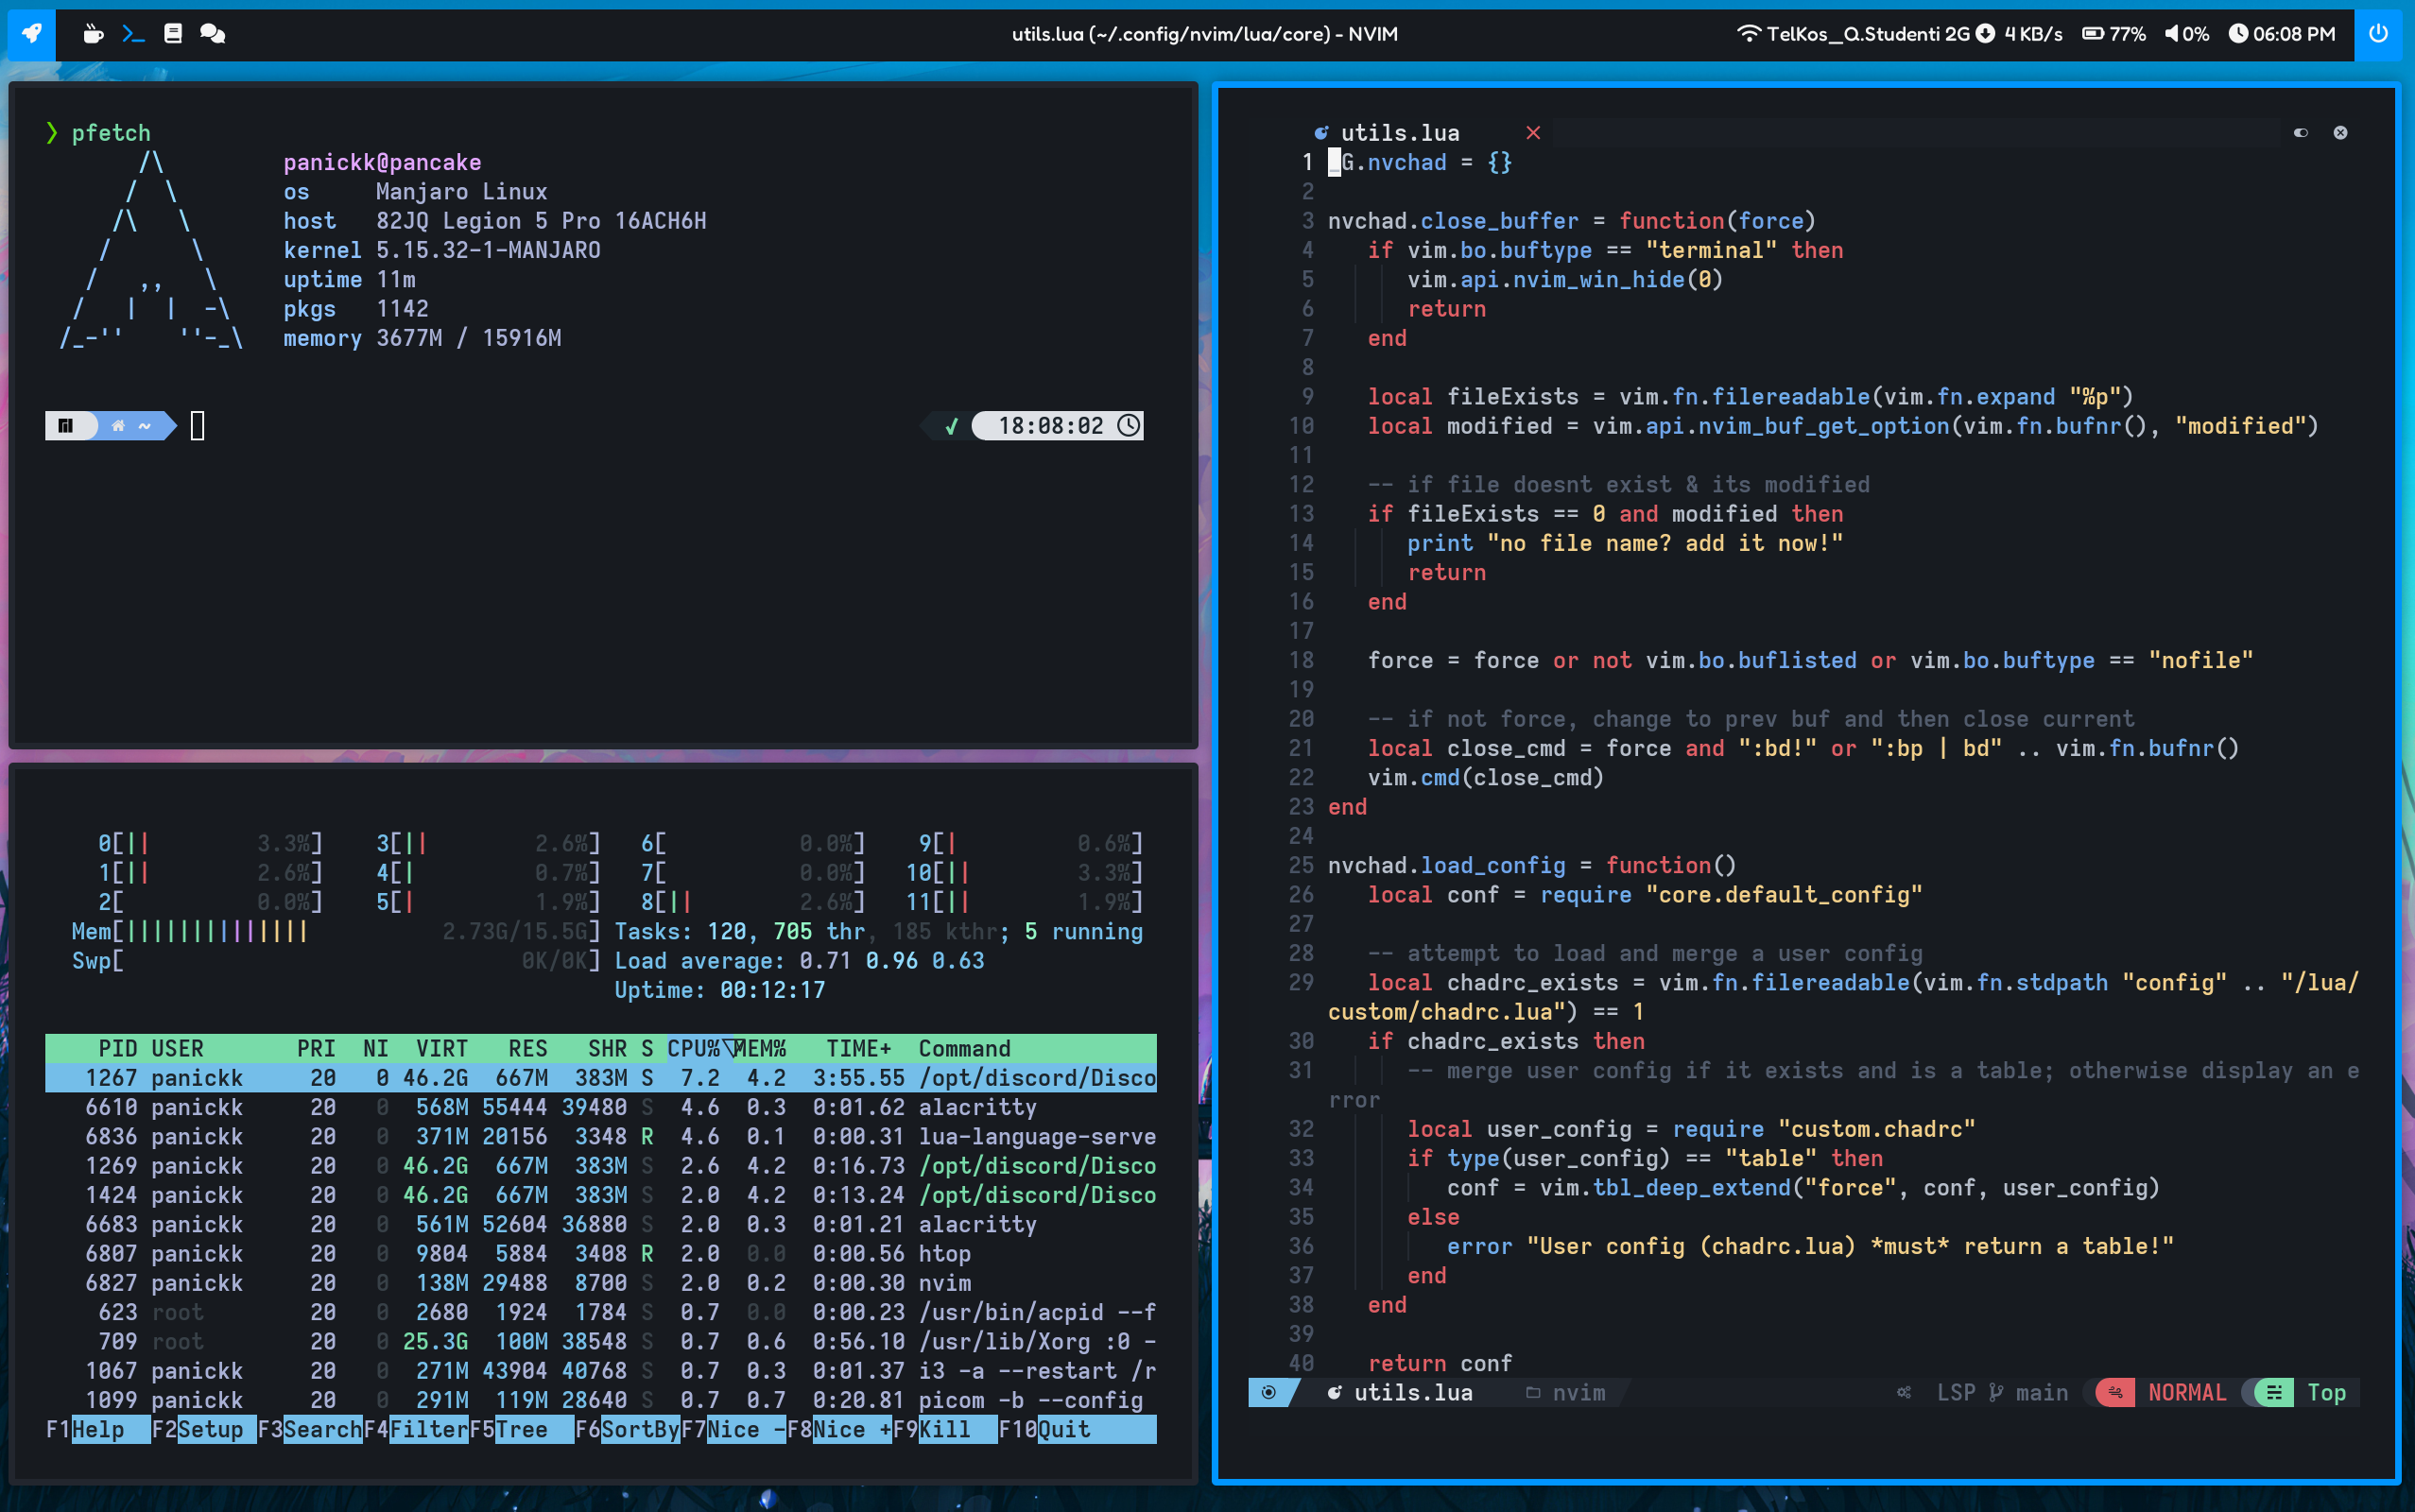 utils.lua (~/.config/nvim/lua/core) - NVIM
TelKos_Q.Studenti 2G 4 KB/s 77% 0% 06:08 PM
❯ pfetch
panickk@pancake
os Manjaro Linux
host 82JQ Legion 5 Pro 16ACH6H
kernel 5.15.32-1-MANJARO
uptime 11m
pkgs 1142
memory 3677M / 15916M
~ ✓ 18:08:02
0[|| 3.3%] 3[|| 2.6%] 6[ 0.0%] 9[| 0.6%]
1[|| 2.6%] 4[| 0.7%] 7[ 0.0%] 10[|| 3.3%]
2[ 0.0%] 5[| 1.9%] 8[|| 2.6%] 11[|| 1.9%]
Mem[|||||||||||||| 2.73G/15.5G] Tasks: 120, 705 thr, 185 kthr; 5 running
Swp[ 0K/0K] Load average: 0.71 0.96 0.63
Uptime: 00:12:17
PID USER PRI NI VIRT RES SHR S CPU%▽MEM% TIME+ Command
1267 panickk 20 0 46.2G 667M 383M S 7.2 4.2 3:55.55 /opt/discord/Disco
6610 panickk 20 0 568M 55444 39480 S 4.6 0.3 0:01.62 alacritty
6836 panickk 20 0 371M 20156 3348 R 4.6 0.1 0:00.31 lua-language-serve
1269 panickk 20 0 46.2G 667M 383M S 2.6 4.2 0:16.73 /opt/discord/Disco
1424 panickk 20 0 46.2G 667M 383M S 2.0 4.2 0:13.24 /opt/discord/Disco
6683 panickk 20 0 561M 52604 36880 S 2.0 0.3 0:01.21 alacritty
6807 panickk 20 0 9804 5884 3408 R 2.0 0.0 0:00.56 htop
6827 panickk 20 0 138M 29488 8700 S 2.0 0.2 0:00.30 nvim
623 root 20 0 2680 1924 1784 S 0.7 0.0 0:00.23 /usr/bin/acpid --f
709 root 20 0 25.3G 100M 38548 S 0.7 0.6 0:56.10 /usr/lib/Xorg :0 -
1067 panickk 20 0 271M 43904 40768 S 0.7 0.3 0:01.37 i3 -a --restart /r
1099 panickk 20 0 291M 119M 28640 S 0.7 0.7 0:20.81 picom -b --config
F1Help F2Setup F3SearchF4FilterF5Tree F6SortByF7Nice -F8Nice +F9Kill F10Quit
utils.lua
1 _G.nvchad = {}
2
3 nvchad.close_buffer = function(force)
4 if vim.bo.buftype == "terminal" then
5 vim.api.nvim_win_hide(0)
6 return
7 end
8
9 local fileExists = vim.fn.filereadable(vim.fn.expand "%p")
10 local modified = vim.api.nvim_buf_get_option(vim.fn.bufnr(), "modified")
11
12 -- if file doesnt exist & its modified
13 if fileExists == 0 and modified then
14 print "no file name? add it now!"
15 return
16 end
17
18 force = force or not vim.bo.buflisted or vim.bo.buftype == "nofile"
19
20 -- if not force, change to prev buf and then close current
21 local close_cmd = force and ":bd!" or ":bp | bd" .. vim.fn.bufnr()
22 vim.cmd(close_cmd)
23 end
24
25 nvchad.load_config = function()
26 local conf = require "core.default_config"
27
28 -- attempt to load and merge a user config
29 local chadrc_exists = vim.fn.filereadable(vim.fn.stdpath "config" .. "/lua/
custom/chadrc.lua") == 1
30 if chadrc_exists then
31 -- merge user config if it exists and is a table; otherwise display an e
rror
32 local user_config = require "custom.chadrc"
33 if type(user_config) == "table" then
34 conf = vim.tbl_deep_extend("force", conf, user_config)
35 else
36 error "User config (chadrc.lua) *must* return a table!"
37 end
38 end
39
40 return conf
utils.lua nvim LSP main NORMAL Top